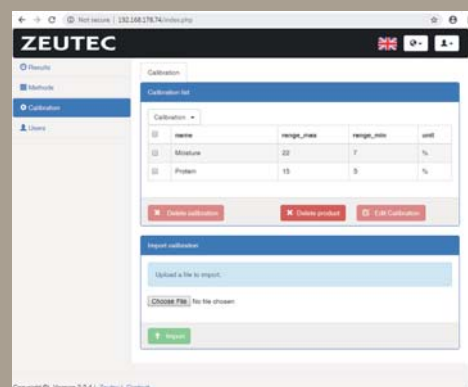 Not secure | 192.168.178.74/index.php
ZEUTEC
Results
Methods
Calibration
Users
Calibration
Calibration list
Calibration
name range_max range_min unit
Moisture 22 7 %
Protein 15 5 %
Delete calibration Delete product Edit Calibration
Import calibration
Upload a file to import.
Choose File No file chosen
Import